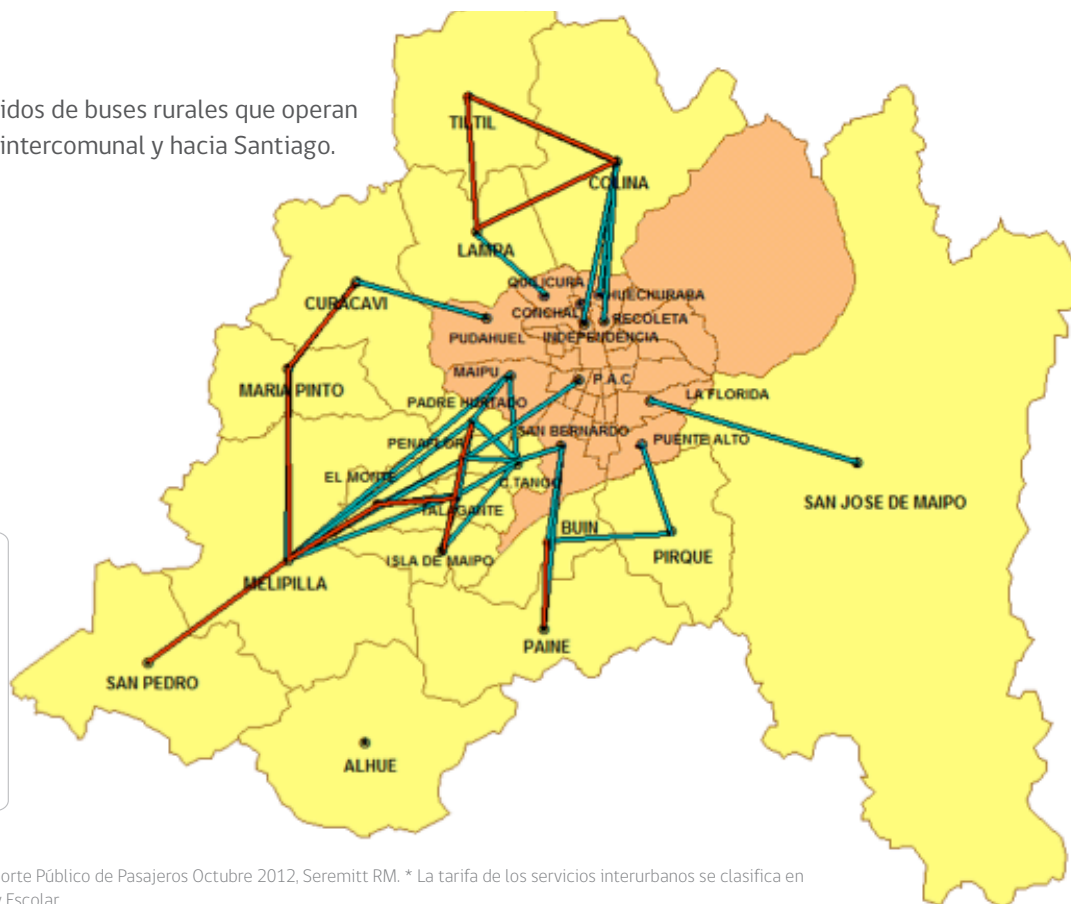 idos de buses rurales que operan
intercomunal y hacia Santiago.
TILTIL
COLINA
LAMPA
QUILICURA
HUECHURABA
CURACAVI
CONCHALI
RECOLETA
PUDAHUEL
INDEPENDENCIA
MAIPU
P.A.C.
MARIA PINTO
LA FLORIDA
PADRE HURTADO
SAN BERNARDO
PUENTE ALTO
PENAFLOR
EL MONTE
C.TANGO
SAN JOSE DE MAIPO
TALAGANTE
BUIN
ISLA DE MAIPO
PIRQUE
MELIPILLA
PAINE
SAN PEDRO
ALHUE
orte Público de Pasajeros Octubre 2012, Seremitt RM. * La tarifa de los servicios interurbanos se clasifica en
y Escolar